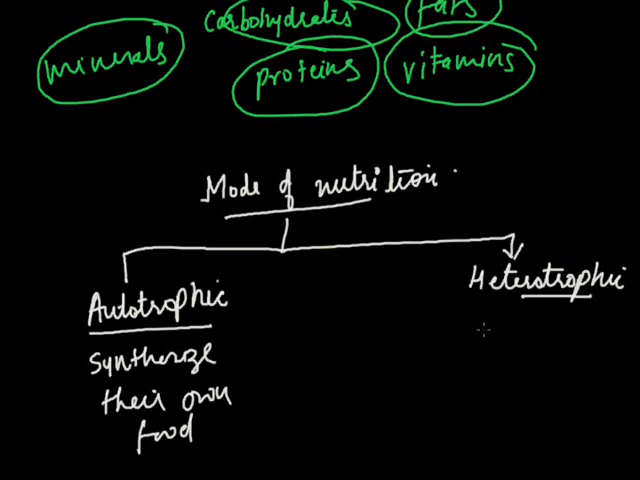 Carbohydrates fats
minerals proteins vitamins
Mode of nutrition.
Autotrophic Heterotrophic
Synthesize
their own
food